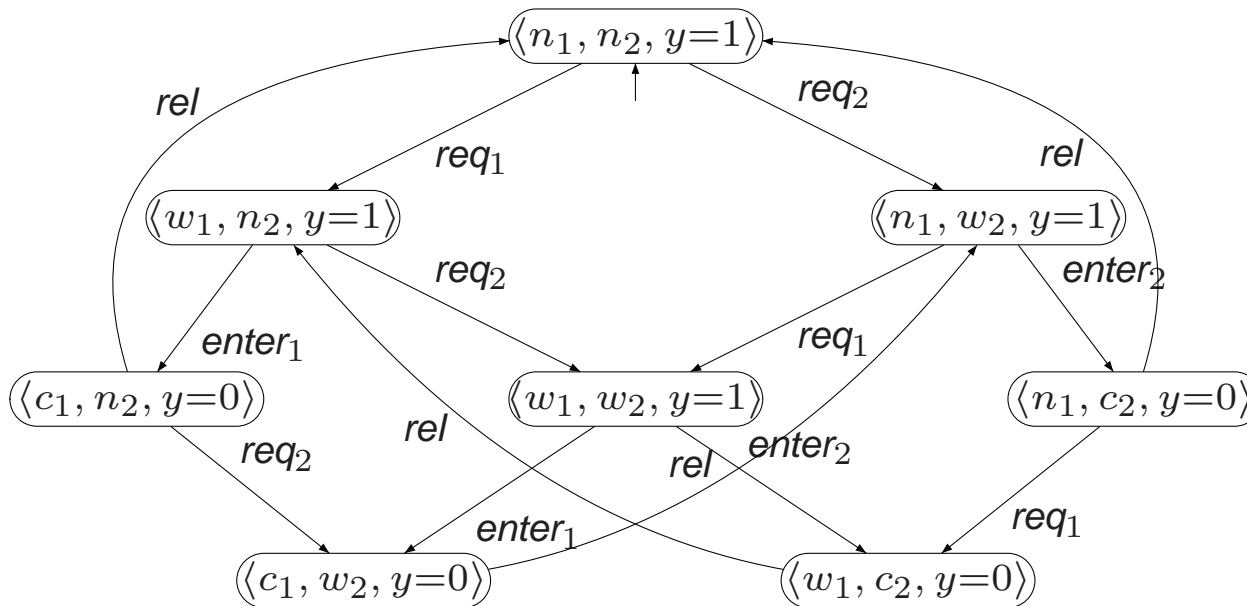 ⟨n₁, n₂, y=1⟩
rel
req₂
req₁
rel
⟨w₁, n₂, y=1⟩
⟨n₁, w₂, y=1⟩
req₂
enter₂
enter₁
req₁
⟨c₁, n₂, y=0⟩
⟨w₁, w₂, y=1⟩
⟨n₁, c₂, y=0⟩
rel
req₂
rel
enter₂
enter₁
req₁
⟨c₁, w₂, y=0⟩
⟨w₁, c₂, y=0⟩